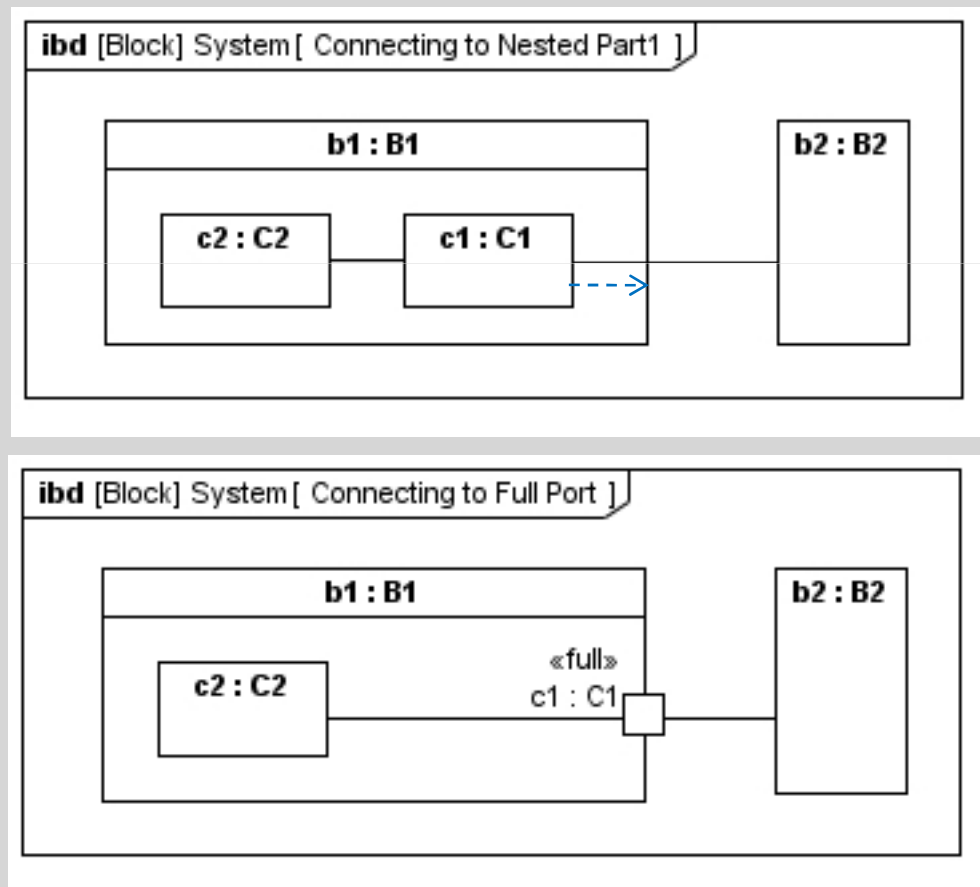 ibd [Block] System[ Connecting to Nested Part1 ]
b1 : B1
b2 : B2
c2 : C2
c1 : C1
ibd [Block] System[ Connecting to Full Port ]
b1 : B1
b2 : B2
«full»
c2 : C2
c1 : C1